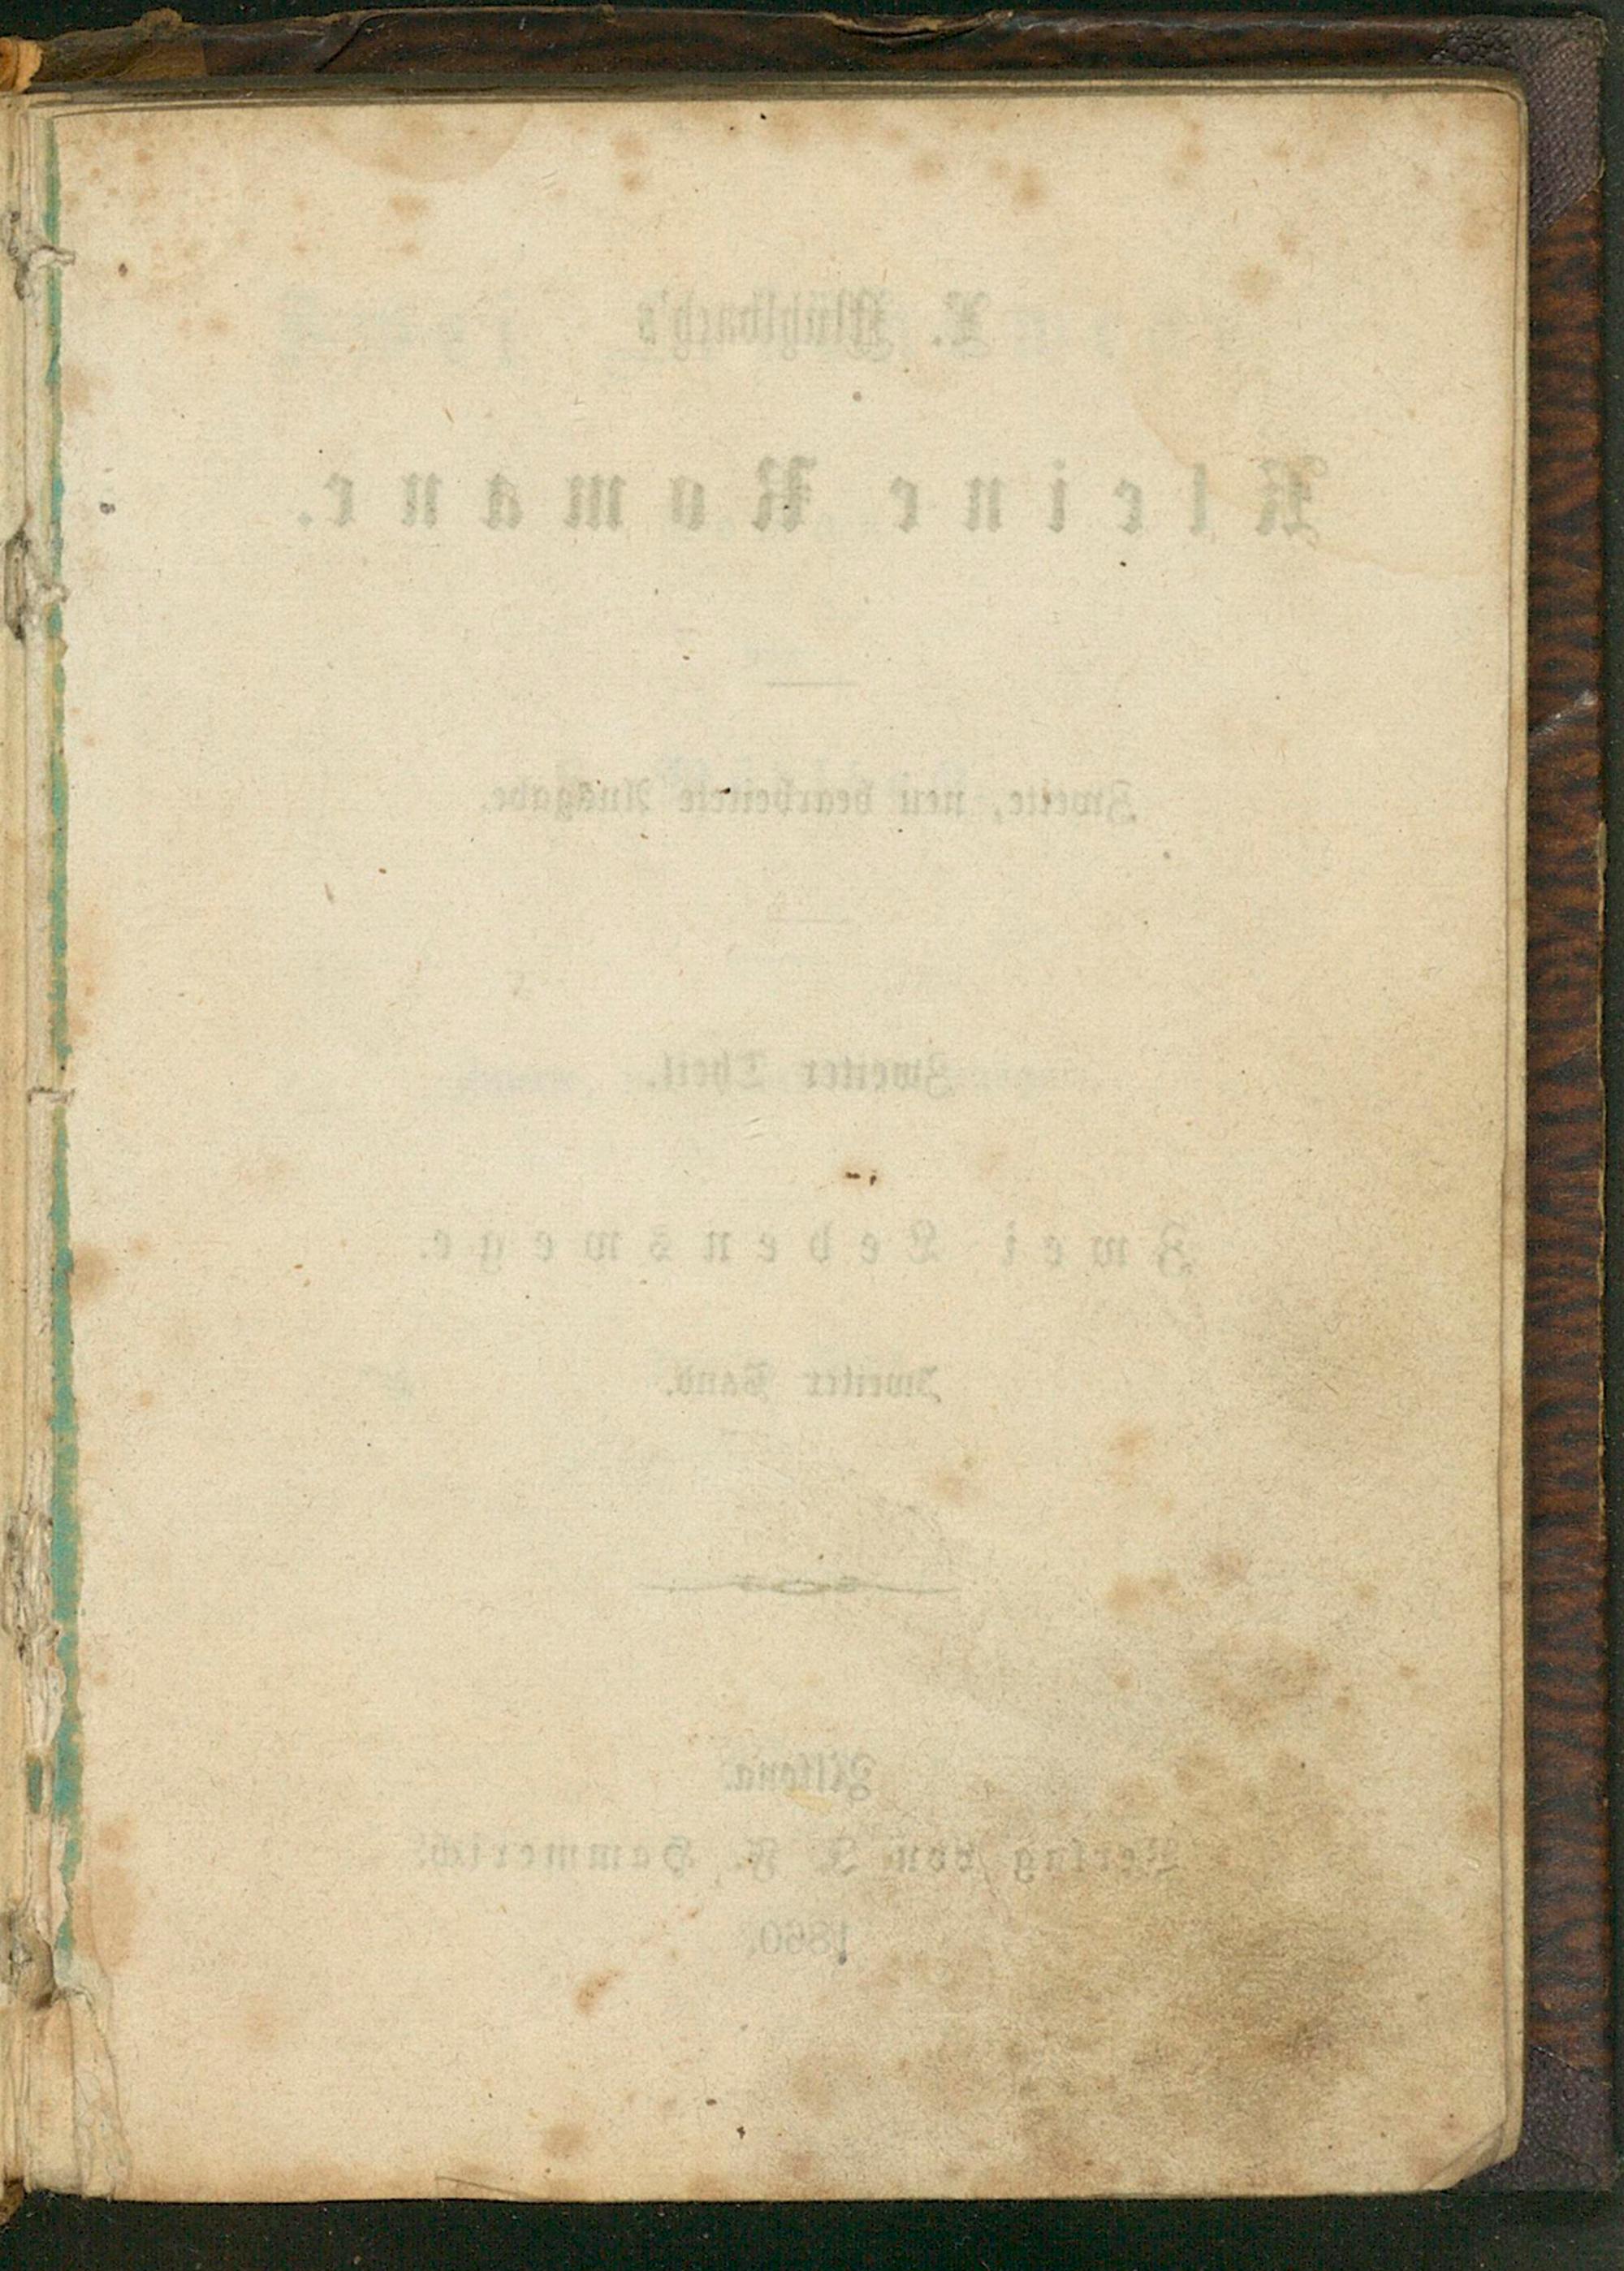 L. Mühlbach's
Kleine Romane.
Zweite, neu bearbeitete Ausgabe.
Zweiter Theil.
Zwei Lebenswege.
Zweiter Band.
Altona.
Verlag von J. F. Hammerich.
1860.